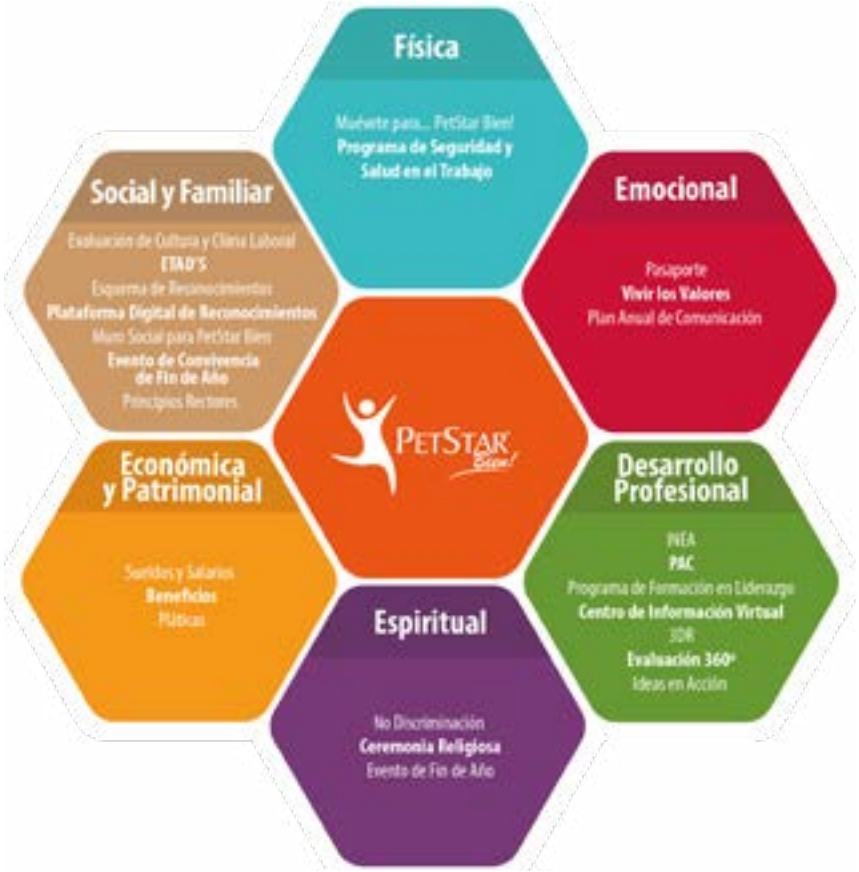 Física
Muévete para... PetStar Bien!
Programa de Seguridad y
Salud en el Trabajo
Social y Familiar
Evaluación de Cultura y Clima Laboral
ETAD'S
Esquema de Reconocimientos
Plataforma Digital de Reconocimientos
Muro Social para PetStar Bien
Evento de Convivencia
de Fin de Año
Principios Rectores
Emocional
Pasaporte
Vivir los Valores
Plan Anual de Comunicación
PETSTAR
Bien!
Económica
y Patrimonial
Sueldos y Salarios
Beneficios
Pláticas
Desarrollo
Profesional
INEA
PAC
Programa de Formación en Liderazgo
Centro de Información Virtual
3DR
Evaluación 360º
Ideas en Acción
Espiritual
No Discriminación
Ceremonia Religiosa
Evento de Fin de Año